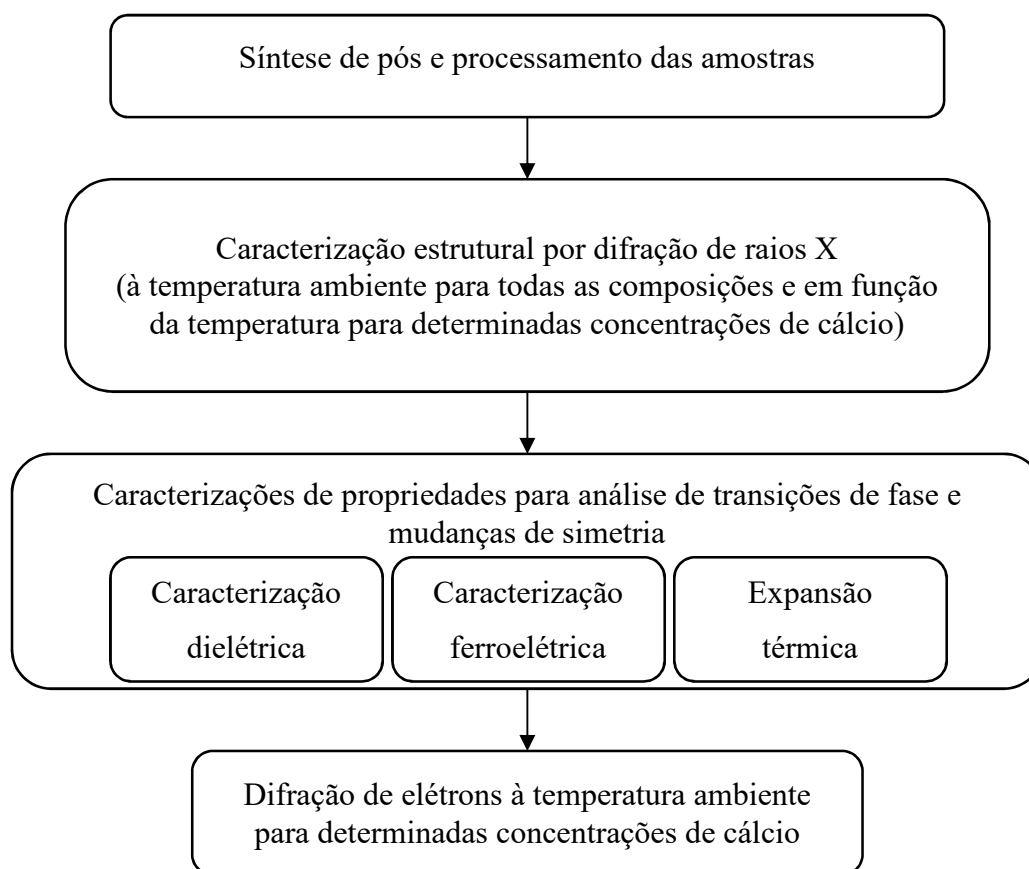 Síntese de pós e processamento das amostras
Caracterização estrutural por difração de raios X
(à temperatura ambiente para todas as composições e em função
da temperatura para determinadas concentrações de cálcio)
Caracterizações de propriedades para análise de transições de fase e
mudanças de simetria
Caracterização
dielétrica
Caracterização
ferroelétrica
Expansão
térmica
Difração de elétrons à temperatura ambiente
para determinadas concentrações de cálcio